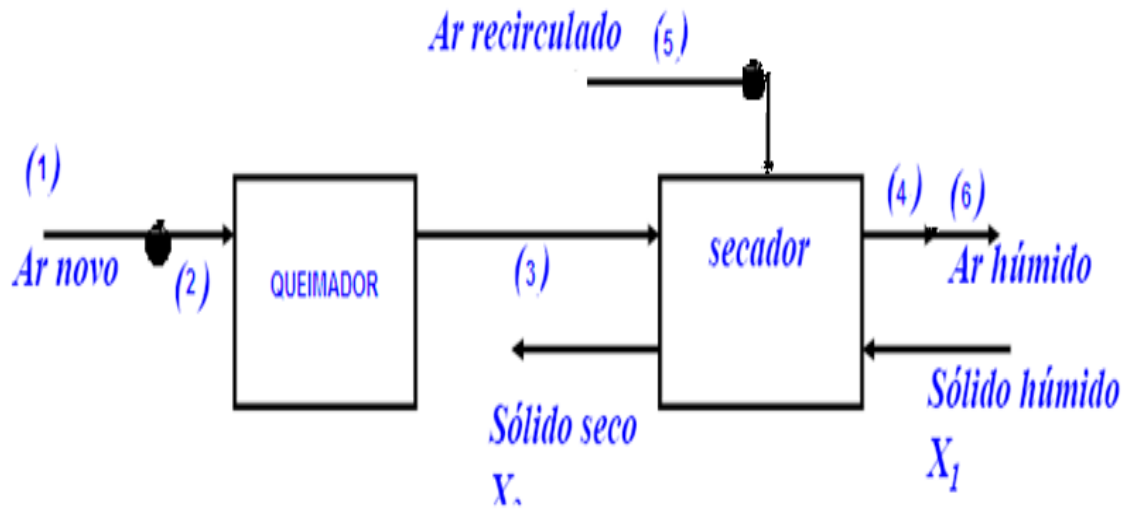 Ar recirculado (5)
(1)
Ar novo
(2)
QUEIMADOR
(3)
secador
(4) (6)
Ar húmido
Sólido seco
Sólido húmido
X1